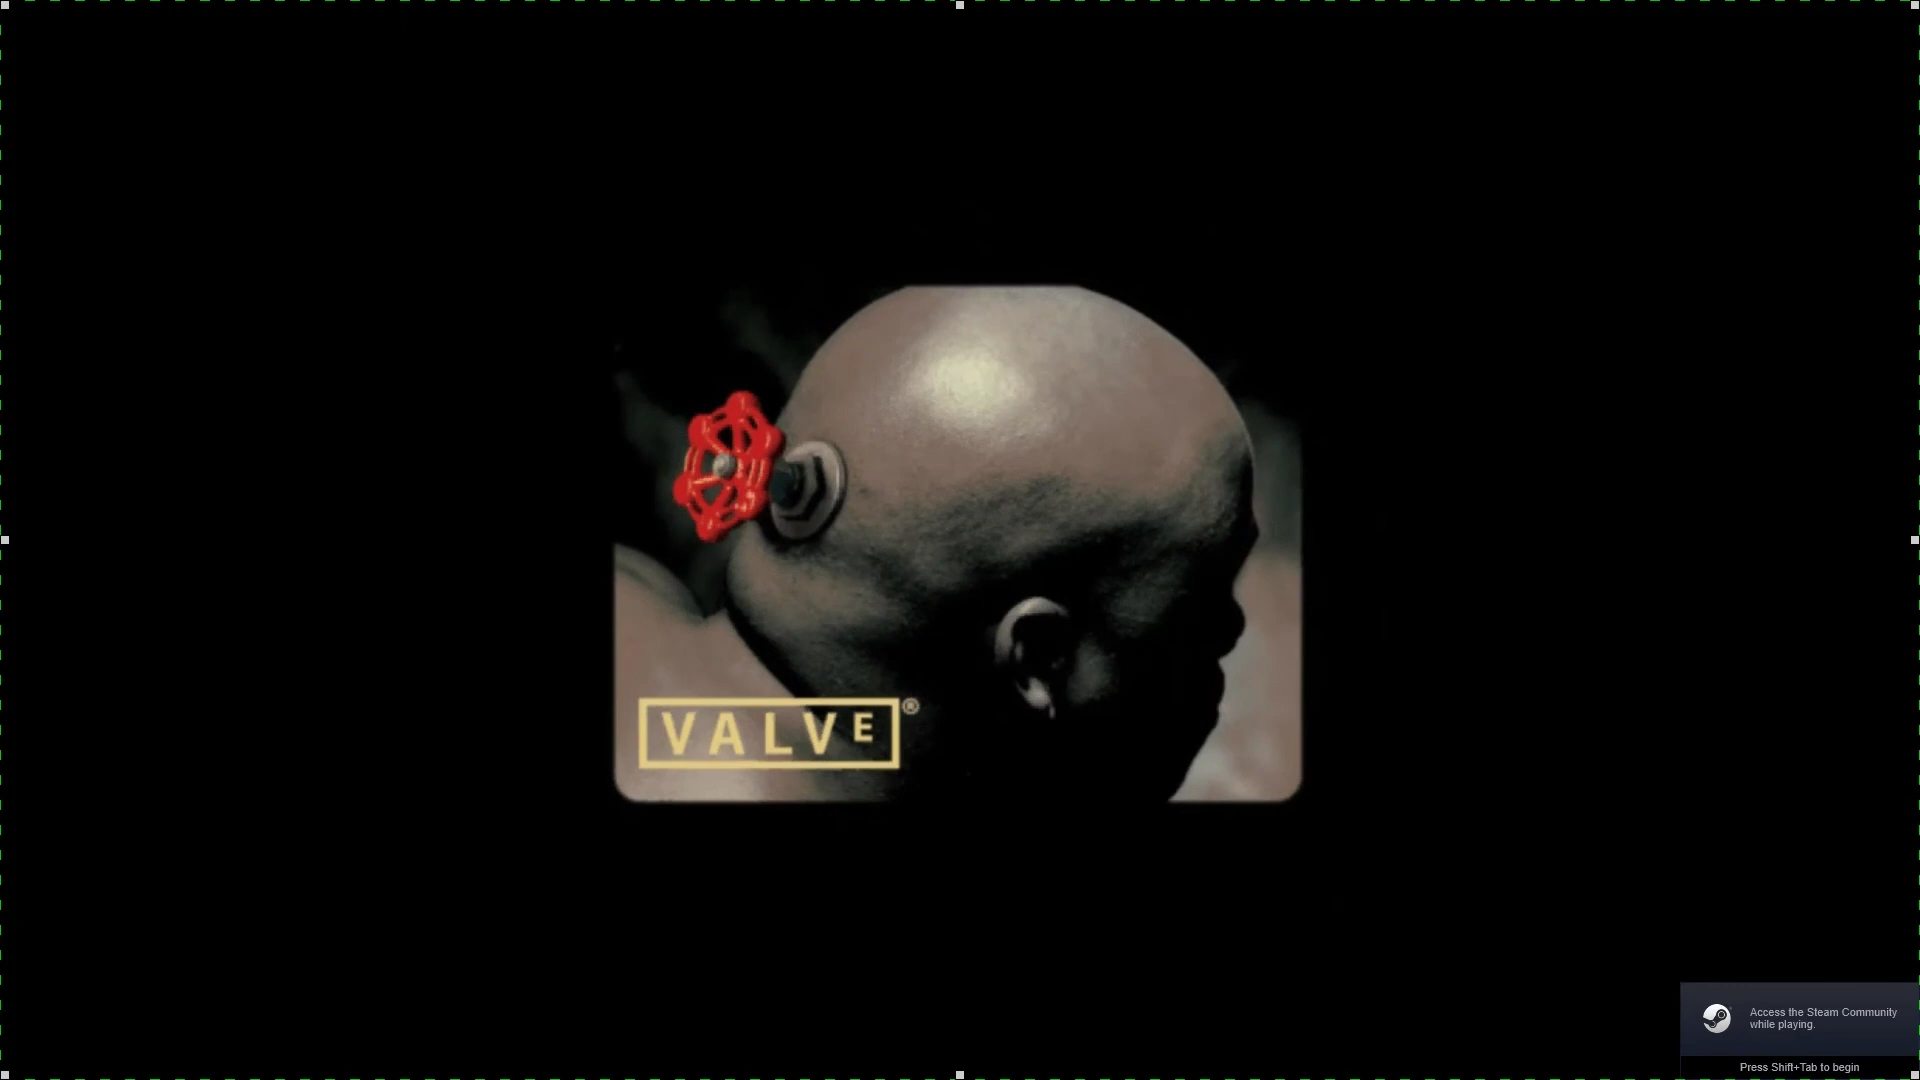 VALVE®
Access the Steam Community
while playing.
Press Shift+Tab to begin